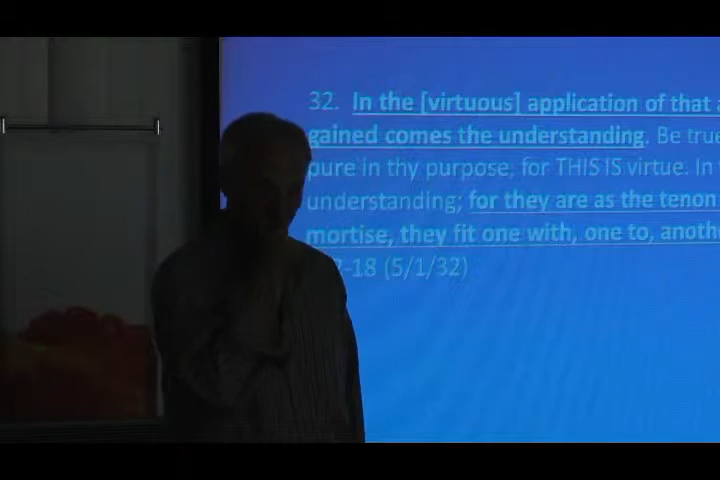 32. In the [virtuous] application of that
gained comes the understanding. Be true
pure in thy purpose, for THIS IS virtue. In
understanding; for they are as the tenon
mortise, they fit one with, one to, anoth
-18 (5/1/32)